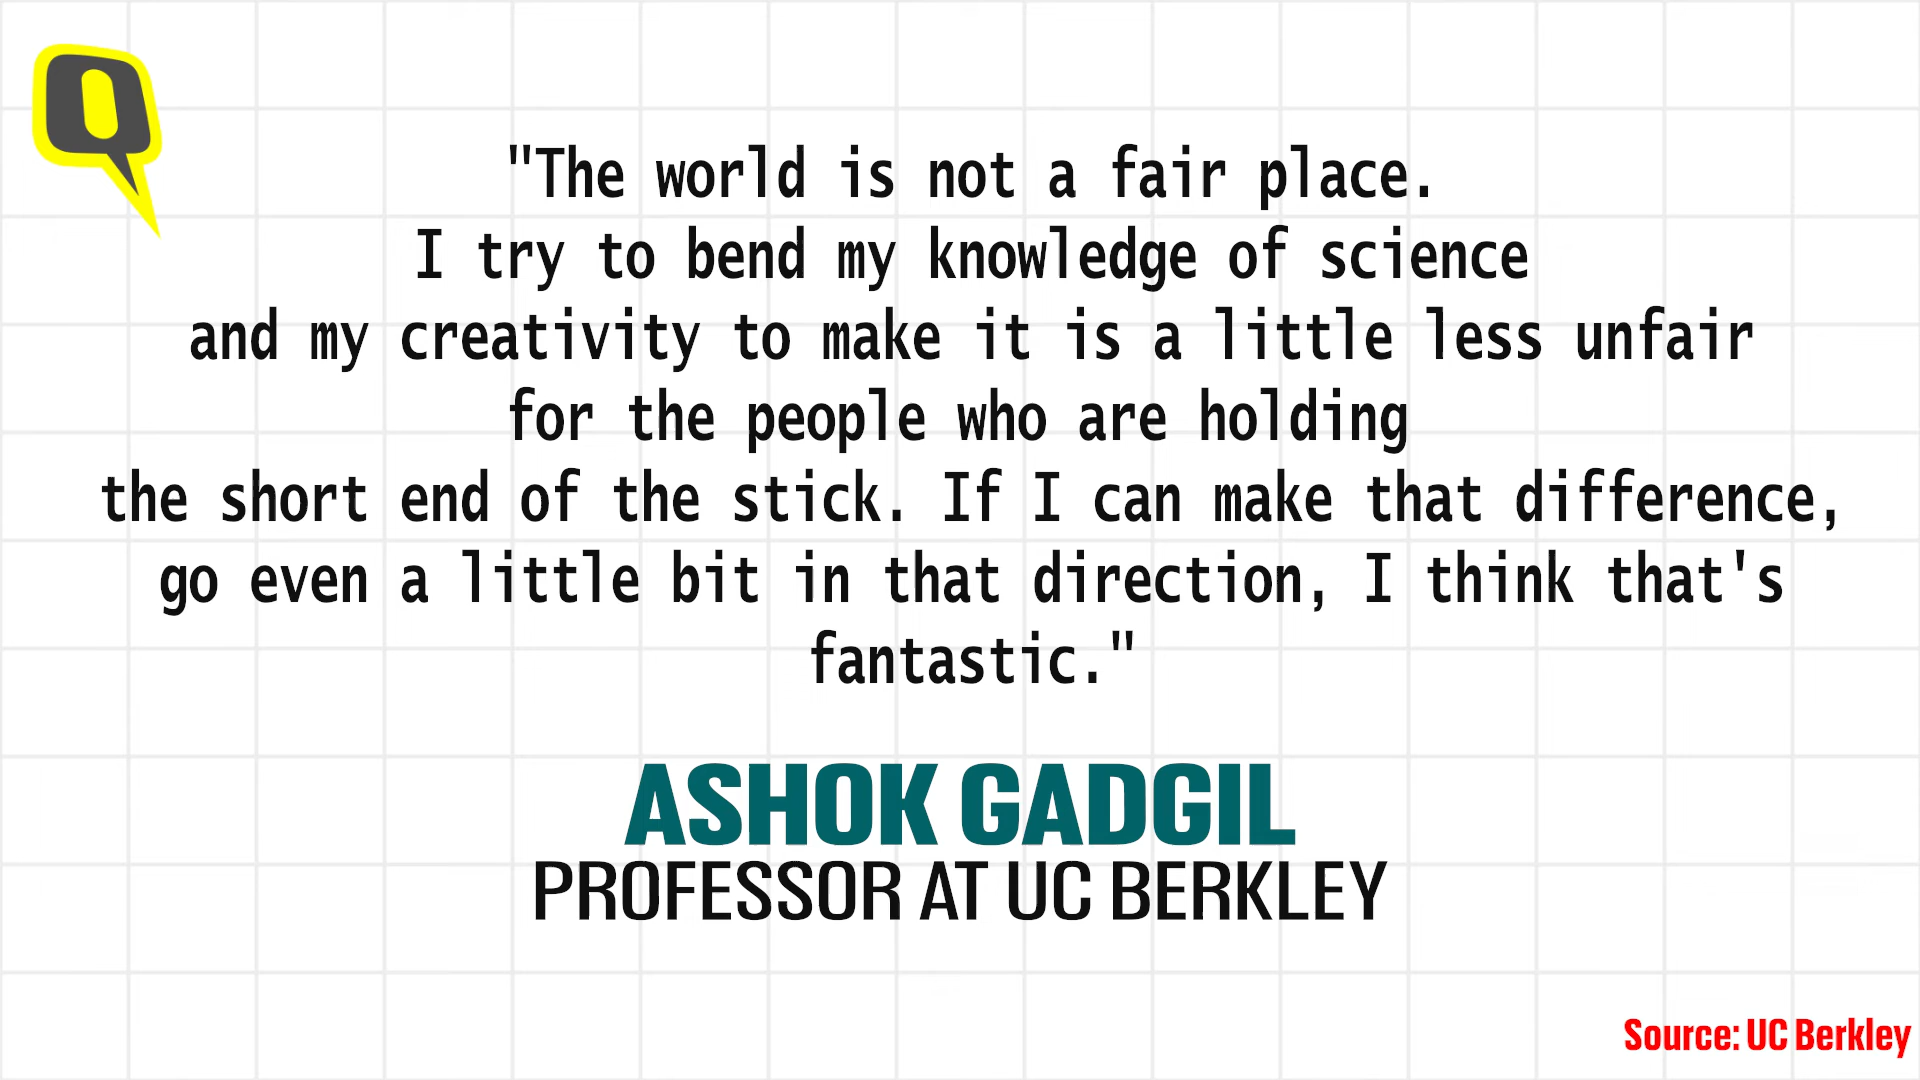 "The world is not a fair place.
I try to bend my knowledge of science
and my creativity to make it is a little less unfair
for the people who are holding
the short end of the stick. If I can make that difference,
go even a little bit in that direction, I think that's
fantastic."
ASHOK GADGIL
PROFESSOR AT UC BERKLEY
Source: UC Berkley